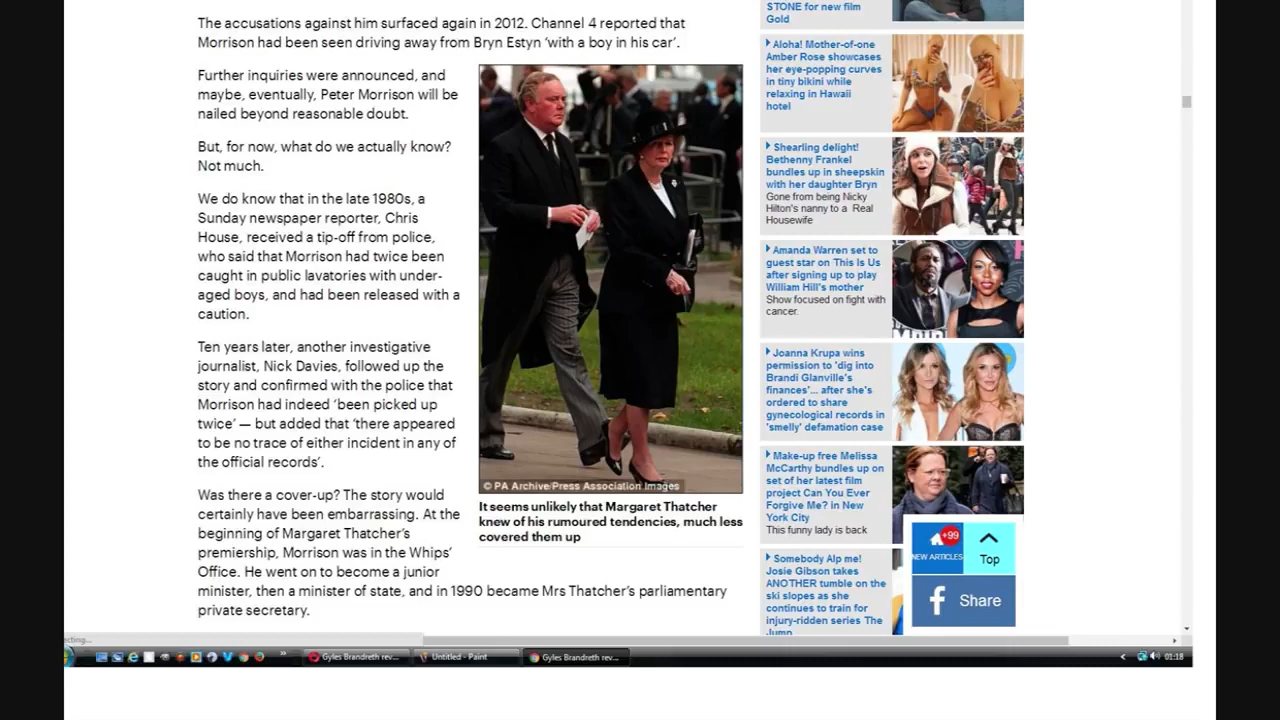 The accusations against him surfaced again in 2012. Channel 4 reported that
Morrison had been seen driving away from Bryn Estyn ‘with a boy in his car’.
Further inquiries were announced, and
maybe, eventually, Peter Morrison will be
nailed beyond reasonable doubt.
But, for now, what do we actually know?
Not much.
We do know that in the late 1980s, a
Sunday newspaper reporter, Chris
House, received a tip-off from police,
who said that Morrison had twice been
caught in public lavatories with under-
aged boys, and had been released with a
caution.
Ten years later, another investigative
journalist, Nick Davies, followed up the
story and confirmed with the police that
Morrison had indeed ‘been picked up
twice’ — but added that ‘there appeared
to be no trace of either incident in any of
the official records’.
Was there a cover-up? The story would
certainly have been embarrassing. At the
beginning of Margaret Thatcher’s
premiership, Morrison was in the Whips’
Office. He went on to become a junior
minister, then a minister of state, and in 1990 became Mrs Thatcher’s parliamentary
private secretary.
© PA Archive/Press Association Images
It seems unlikely that Margaret Thatcher
knew of his rumoured tendencies, much less
covered them up
STONE for new film
Gold
Aloha! Mother-of-one
Amber Rose showcases
her eye-popping curves
in tiny bikini while
relaxing in Hawaii
hotel
Shearling delight!
Bethenny Frankel
bundles up in sheepskin
with her daughter Bryn
Gone from being Nicky
Hilton's nanny to a Real
Housewife
Amanda Warren set to
guest star on This Is Us
after signing up to play
William Hill's mother
Show focused on fight with
cancer.
Joanna Krupa wins
permission to 'dig into
Brandi Glanville's
finances'... after she's
ordered to share
gynecological records in
'smelly' defamation case
Make-up free Melissa
McCarthy bundles up on
set of her latest film
project Can You Ever
Forgive Me? in New
York City
This funny lady is back
Somebody Alp me!
Josie Gibson takes
ANOTHER tumble on the
ski slopes as she
continues to train for
injury-ridden series The
Jump
+99
NEW ARTICLES
Top
f Share
ecting...
Gyles Brandreth rev...
Untitled - Paint
Gyles Brandreth rev...
01:18